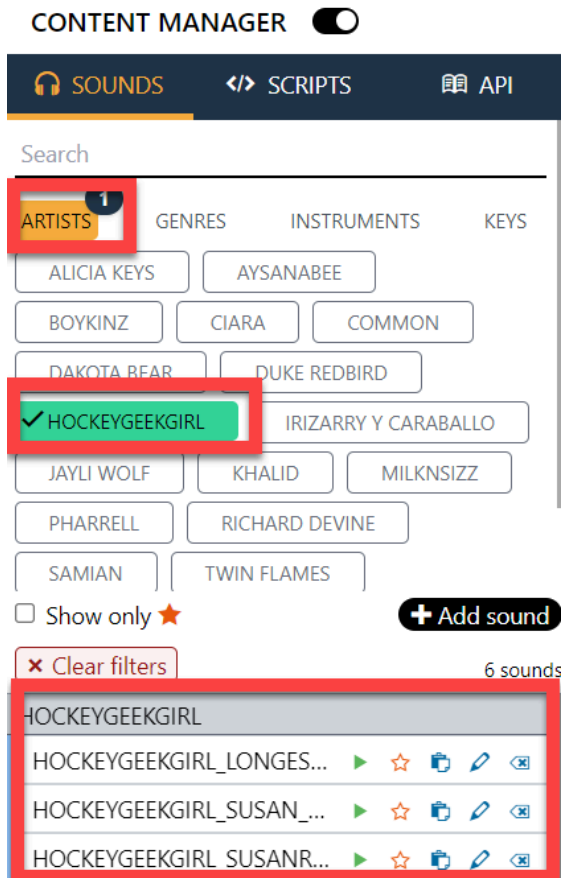 CONTENT MANAGER
SOUNDS </> SCRIPTS API
Search
1
ARTISTS GENRES INSTRUMENTS KEYS
ALICIA KEYS AYSANABEE
BOYKINZ CIARA COMMON
DAKOTA BEAR DUKE REDBIRD
HOCKEYGEEKGIRL IRIZARRY Y CARABALLO
JAYLI WOLF KHALID MILKNSIZZ
PHARRELL RICHARD DEVINE
SAMIAN TWIN FLAMES
Show only Add sound
Clear filters 6 sounds
HOCKEYGEEKGIRL
HOCKEYGEEKGIRL_LONGES...
HOCKEYGEEKGIRL_SUSAN_...
HOCKEYGEEKGIRL_SUSANR...